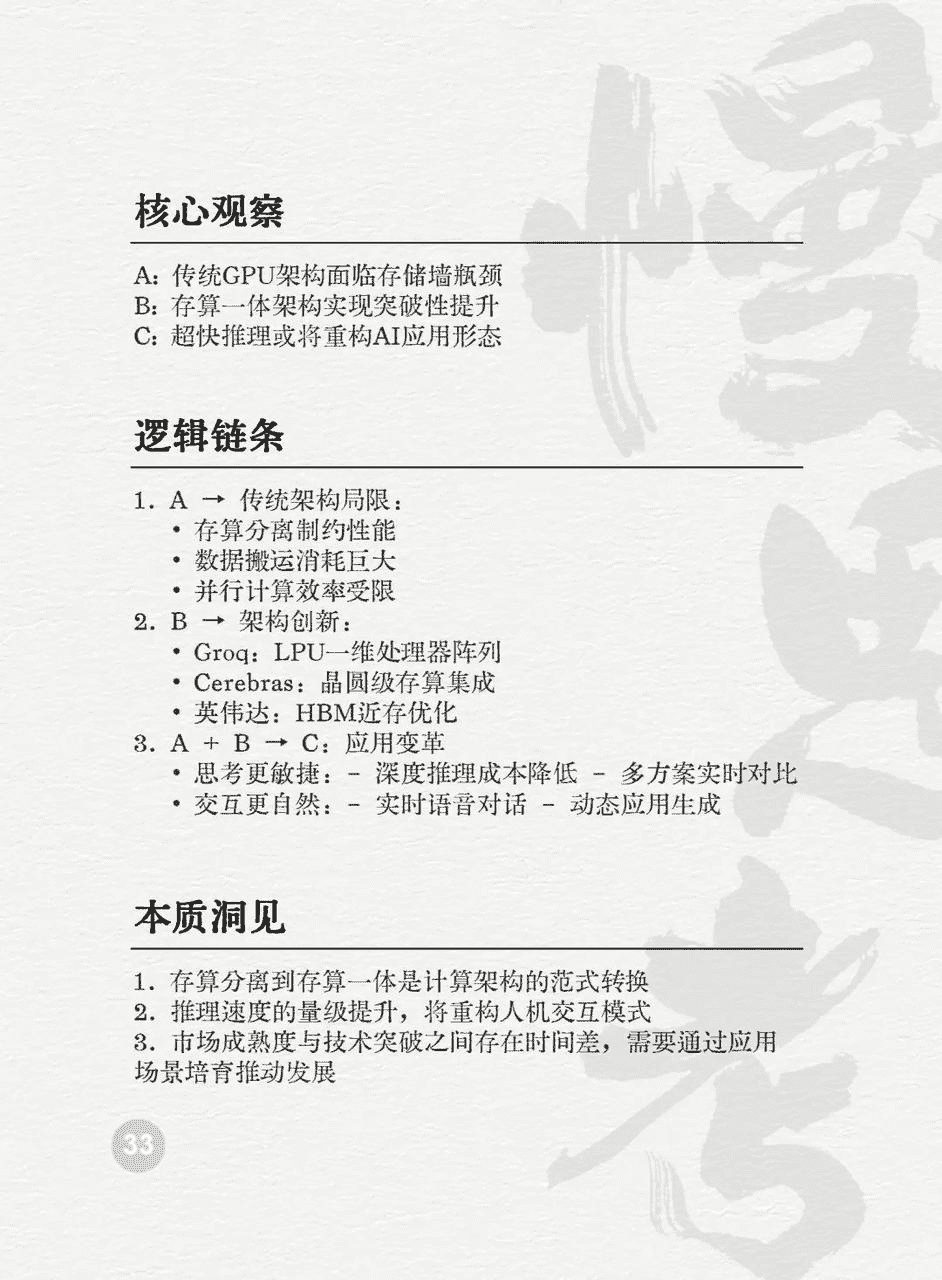 核心观察
A: 传统GPU架构面临存储墙瓶颈
B: 存算一体架构实现突破性提升
C: 超快推理或将重构AI应用形态
逻辑链条
1. A → 传统架构局限:
• 存算分离制约性能
• 数据搬运消耗巨大
• 并行计算效率受限
2. B → 架构创新:
• Groq: LPU一维处理器阵列
• Cerebras: 晶圆级存算集成
• 英伟达: HBM近存优化
3. A + B → C: 应用变革
• 思考更敏捷: - 深度推理成本降低 - 多方案实时对比
• 交互更自然: - 实时语音对话 - 动态应用生成
本质洞见
1. 存算分离到存算一体是计算架构的范式转换
2. 推理速度的量级提升，将重构人机交互模式
3. 市场成熟度与技术突破之间存在时间差，需要通过应用
场景培育推动发展
33
慢思考